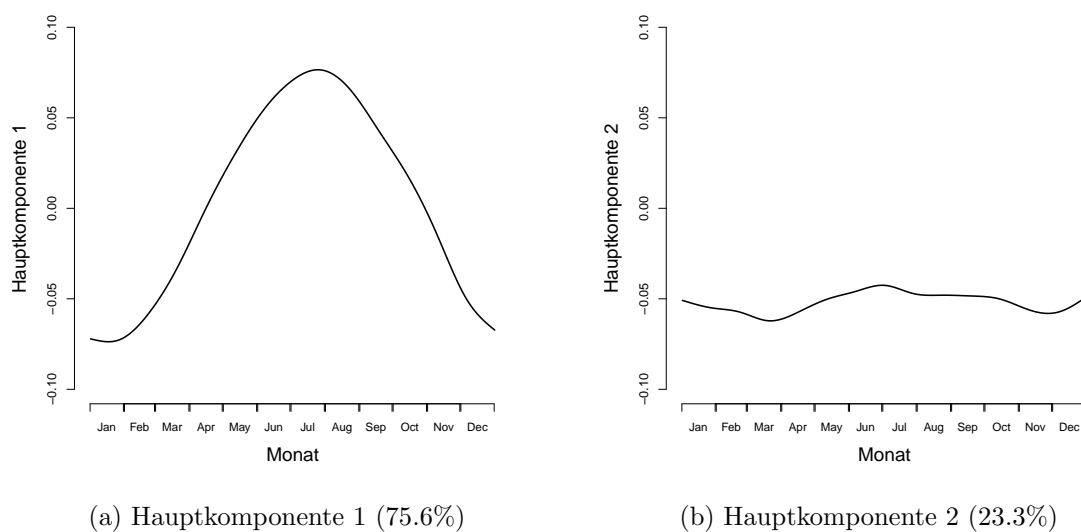 0.10
0.05
0.00
−0.05
−0.10
Hauptkomponente 1
Jan Feb Mar Apr May Jun Jul Aug Sep Oct Nov Dec
Monat
(a) Hauptkomponente 1 (75.6%)
0.10
0.05
0.00
−0.05
−0.10
Hauptkomponente 2
Jan Feb Mar Apr May Jun Jul Aug Sep Oct Nov Dec
Monat
(b) Hauptkomponente 2 (23.3%)